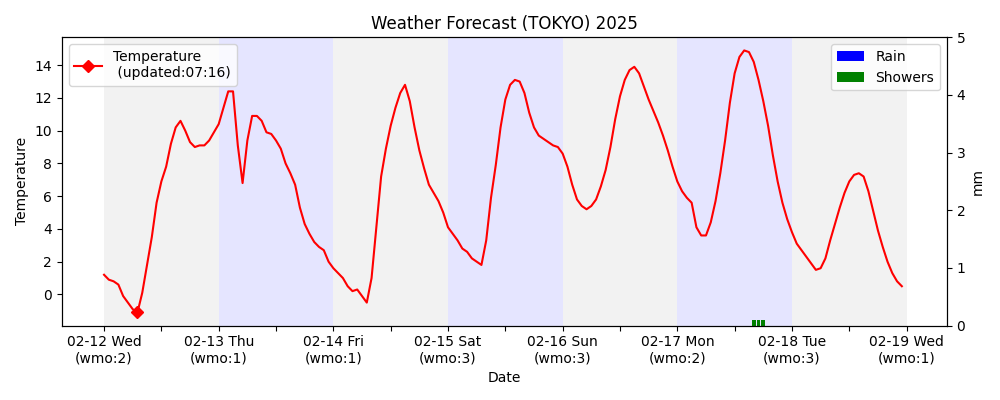 Weather Forecast (TOKYO) 2025
Temperature
(updated:07:16)
Rain
Showers
Temperature
14
12
10
8
6
4
2
0
5
4
3
2
1
0
mm
02-12 Wed
(wmo:2)
02-13 Thu
(wmo:1)
02-14 Fri
(wmo:1)
02-15 Sat
(wmo:3)
02-16 Sun
(wmo:3)
02-17 Mon
(wmo:2)
02-18 Tue
(wmo:3)
02-19 Wed
(wmo:1)
Date